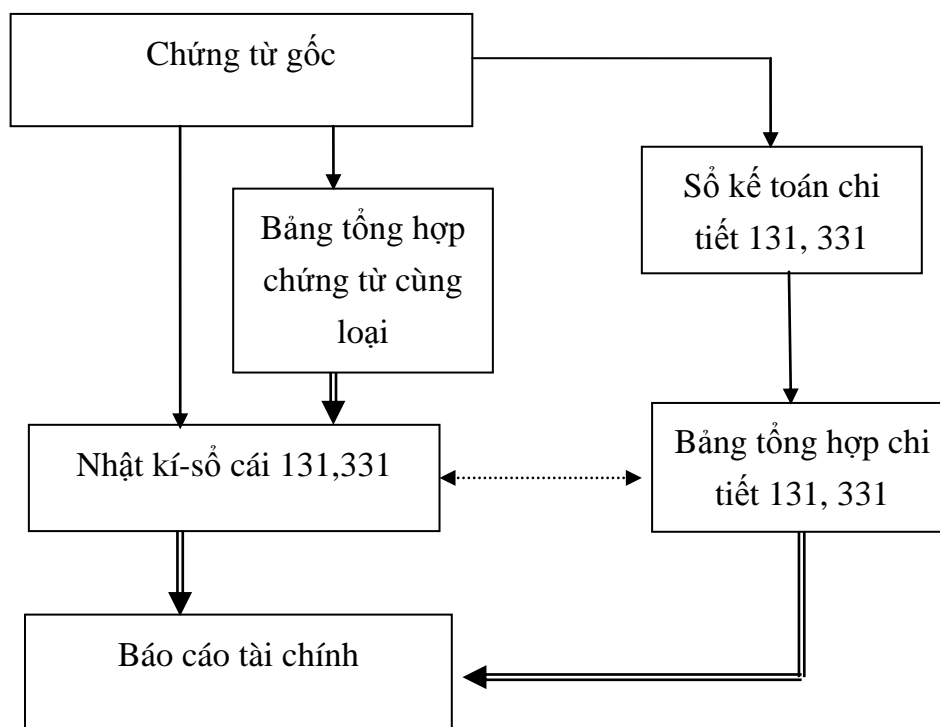 Chứng từ gốc
Sổ kế toán chi
tiết 131, 331
Bảng tổng hợp
chứng từ cùng
loại
Nhật kí-sổ cái 131,331
Bảng tổng hợp chi
tiết 131, 331
Báo cáo tài chính